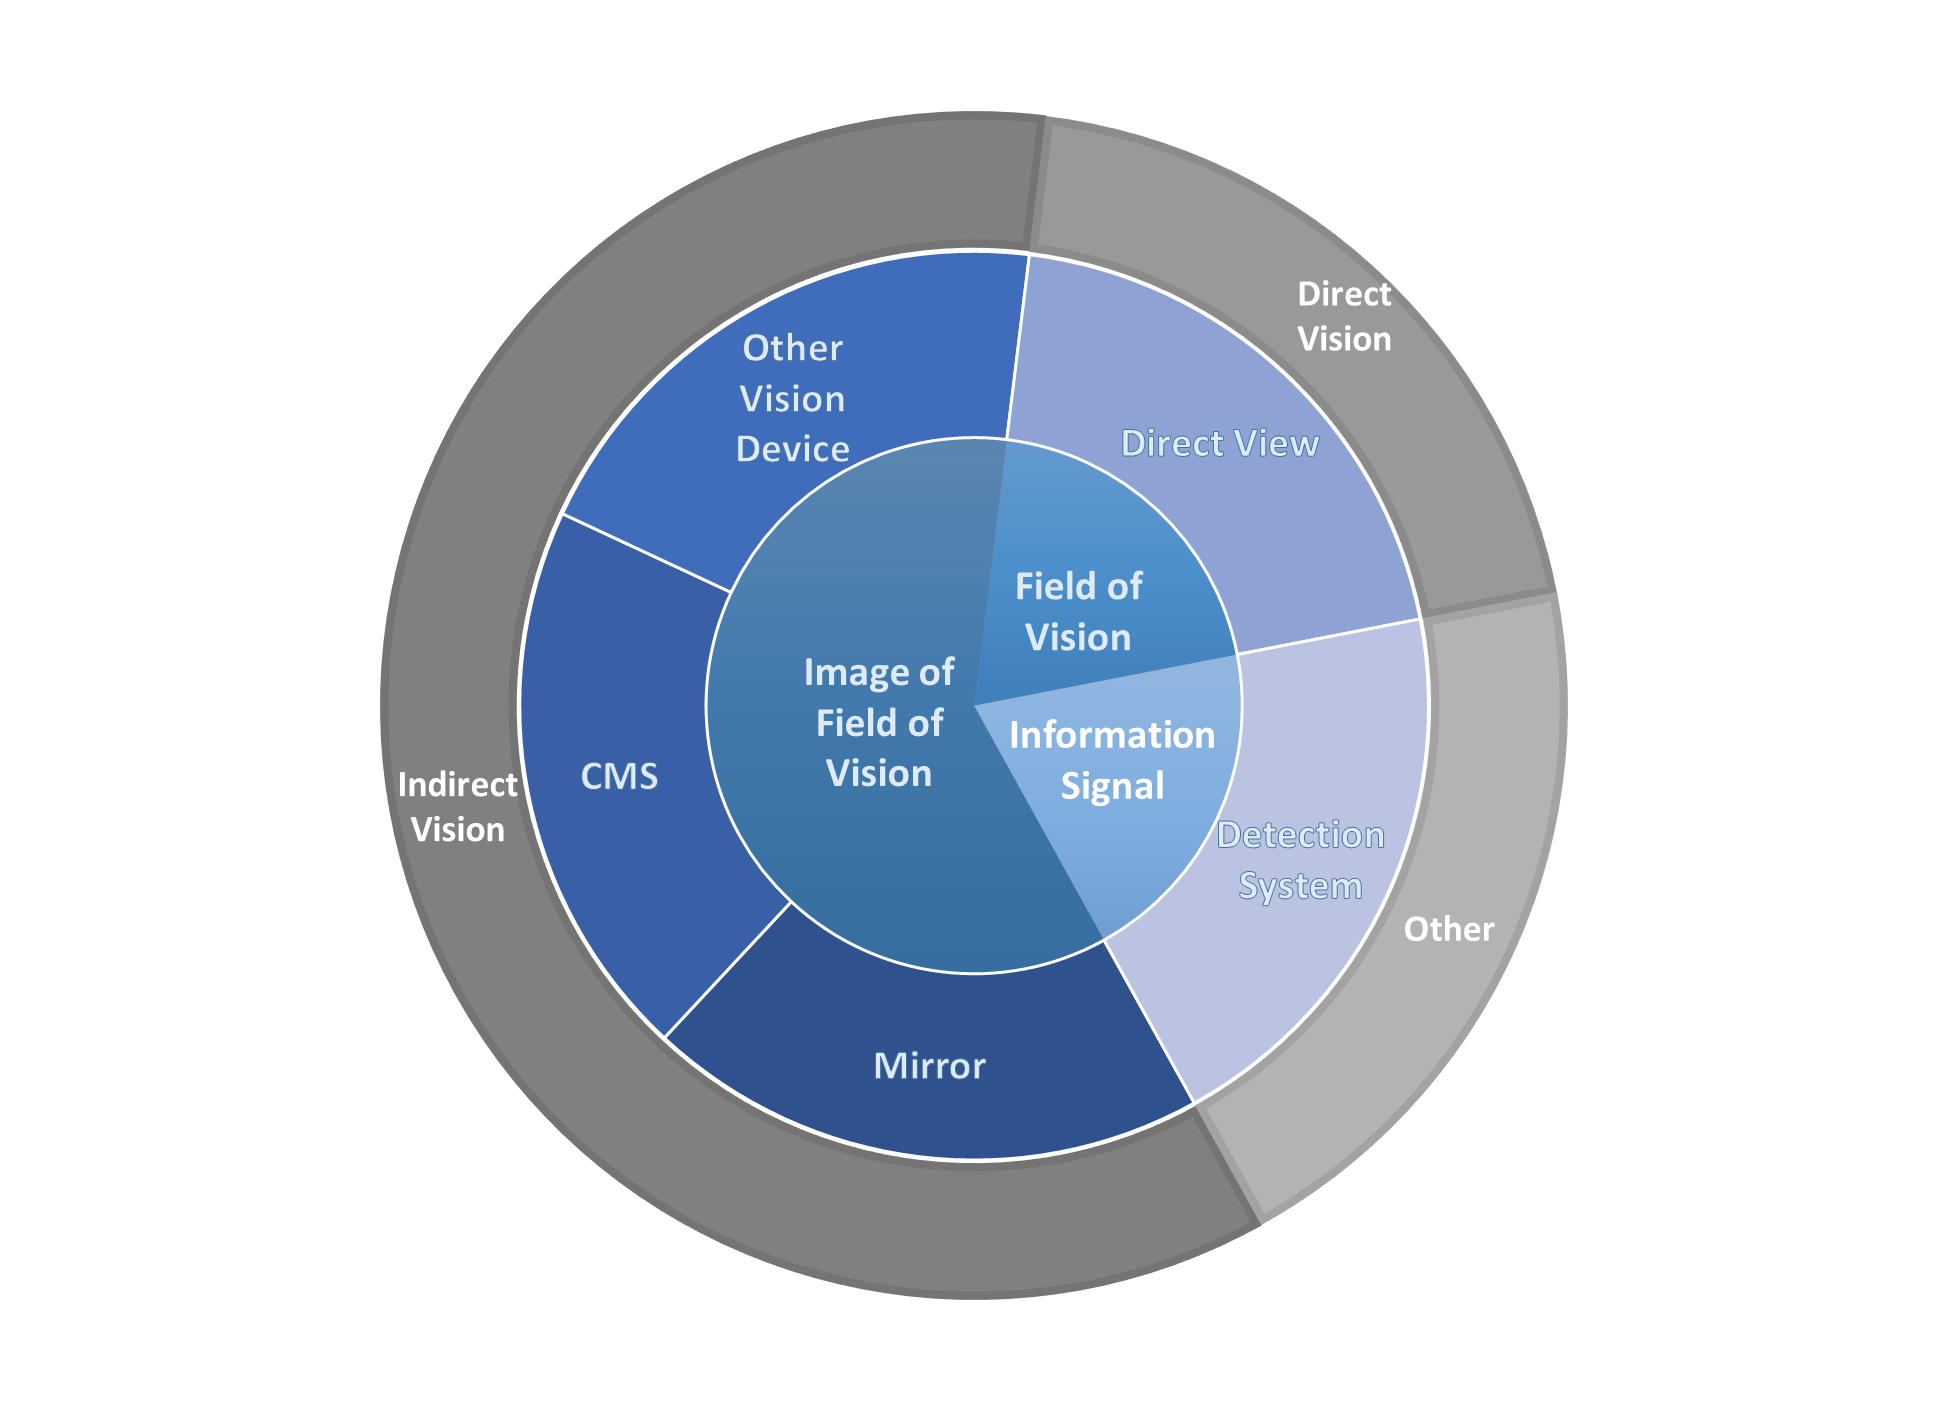 Direct
Vision
Other
Vision
Device
Direct View
Field of
Vision
Image of
Field of
Vision
Information
Signal
Indirect
Vision
CMS
Detection
System
Other
Mirror